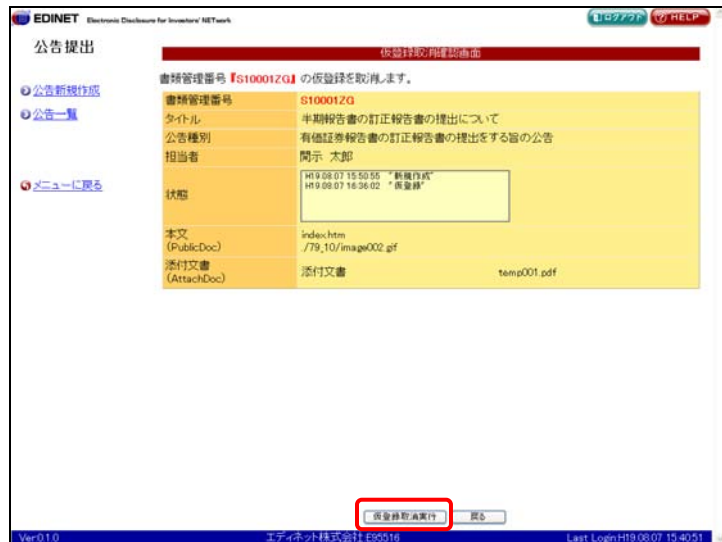 EDINET Electronic Disclosure for Investors' NETwork
ログアウト HELP
公告提出
仮登録取消確認画面
書類管理番号『S10001ZG』の仮登録を取消します。
公告新規作成
公告一覧
メニューに戻る
書類管理番号 S10001ZG
タイトル 半期報告書の訂正報告書の提出について
公告種別 有価証券報告書の訂正報告書の提出をする旨の公告
担当者 開示 太郎
状態
H19.08.07 15:50:55 "新規作成"
H19.08.07 16:36:02 "仮登録"
本文 index.htm
(PublicDoc) ./79_10/image002.gif
添付文書 添付文書 temp001.pdf
(AttachDoc)
仮登録取消実行 戻る
Ver0.1.0 エディネット株式会社 E95516 Last Login:H19.08.07 15:40:51